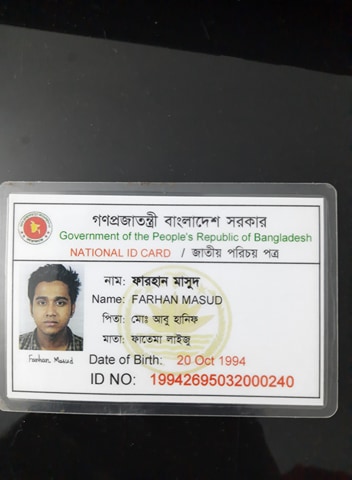 গণপ্রজাতন্ত্রী বাংলাদেশ সরকার
Government of the People's Republic of Bangladesh
NATIONAL ID CARD / জাতীয় পরিচয় পত্র
নাম: ফারহান মাসুদ
Name: FARHAN MASUD
পিতা: মোঃ আবু হানিফ
মাতা: ফাতেমা লাইজু
Date of Birth: 20 Oct 1994
ID NO: 19942695032000240
Farhan Masud